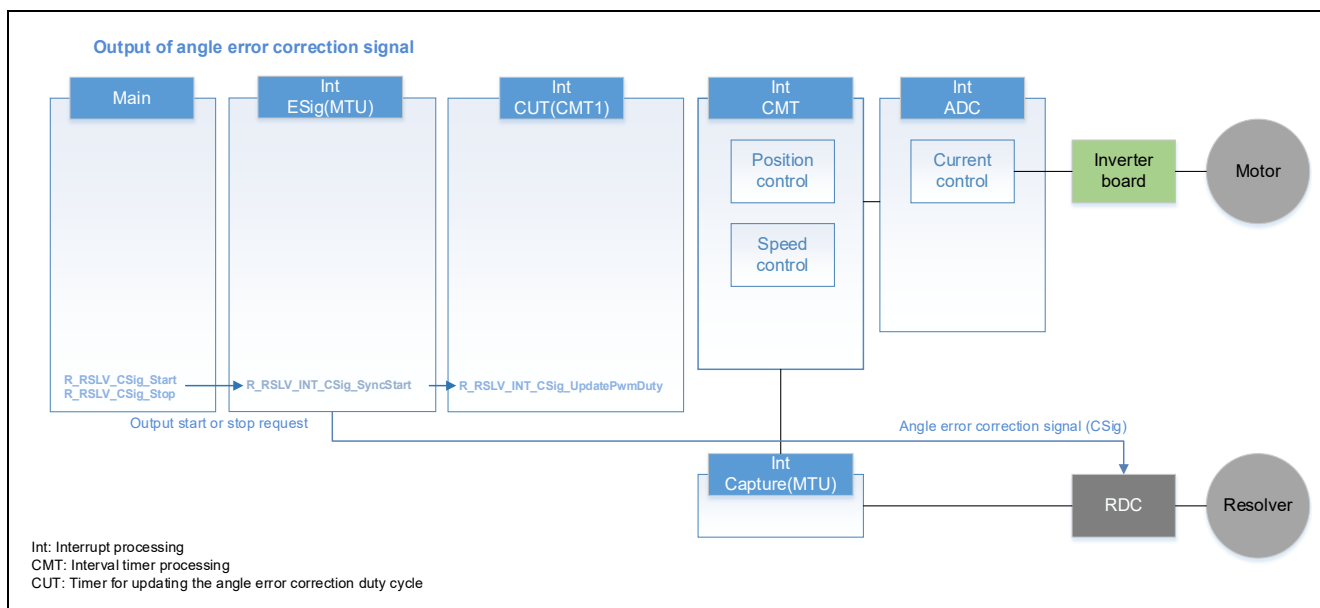 Output of angle error correction signal
Main
Int
ESig(MTU)
Int
CUT(CMT1)
Int
CMT
Int
ADC
Position
control
Current
control
Inverter
board
Motor
Speed
control
R_RSLV_CSig_Start
R_RSLV_CSig_Stop
R_RSLV_INT_CSig_SyncStart
R_RSLV_INT_CSig_UpdatePwmDuty
Output start or stop request
Angle error correction signal (CSig)
Int
Capture(MTU)
RDC
Resolver
Int: Interrupt processing
CMT: Interval timer processing
CUT: Timer for updating the angle error correction duty cycle